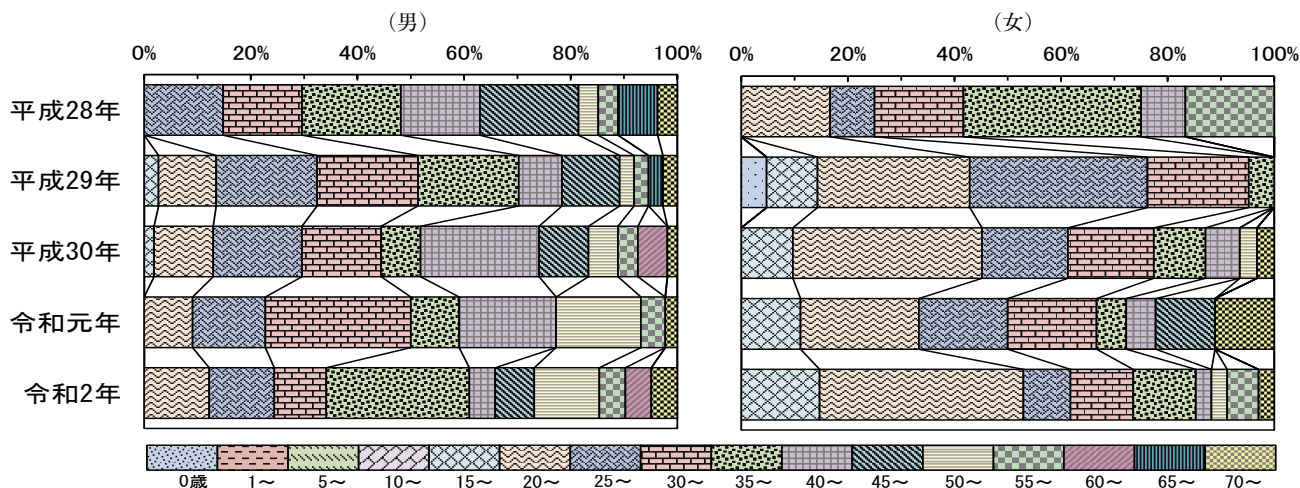 （男）
（女）
0% 20% 40% 60% 80% 100%
0% 20% 40% 60% 80% 100%
平成28年
平成29年
平成30年
令和元年
令和2年
0歳 1～ 5～ 10～ 15～ 20～ 25～ 30～ 35～ 40～ 45～ 50～ 55～ 60～ 65～ 70～